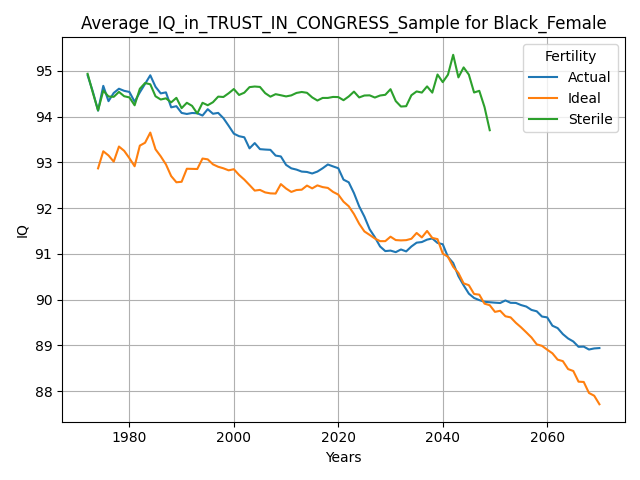 Average_IQ_in_TRUST_IN_CONGRESS_Sample for Black_Female
Fertility
Actual
Ideal
Sterile
IQ
95
94
93
92
91
90
89
88
1980 2000 2020 2040 2060
Years